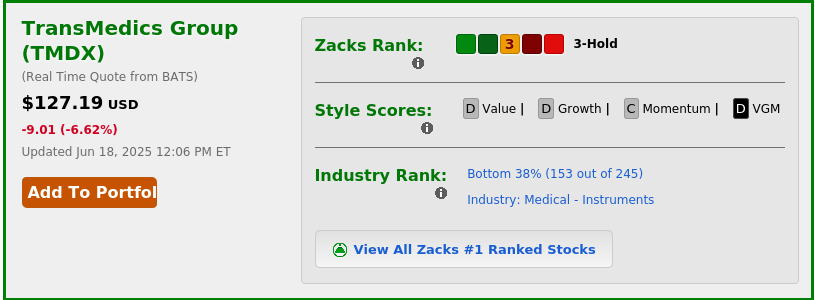 TransMedics Group
(TMDX)
(Real Time Quote from BATS)
$127.19 USD
-9.01 (-6.62%)
Updated Jun 18, 2025 12:06 PM ET
Add To Portfol
Zacks Rank: 3 3-Hold
Style Scores: D Value | D Growth | C Momentum | D VGM
Industry Rank: Bottom 38% (153 out of 245)
Industry: Medical - Instruments
View All Zacks #1 Ranked Stocks